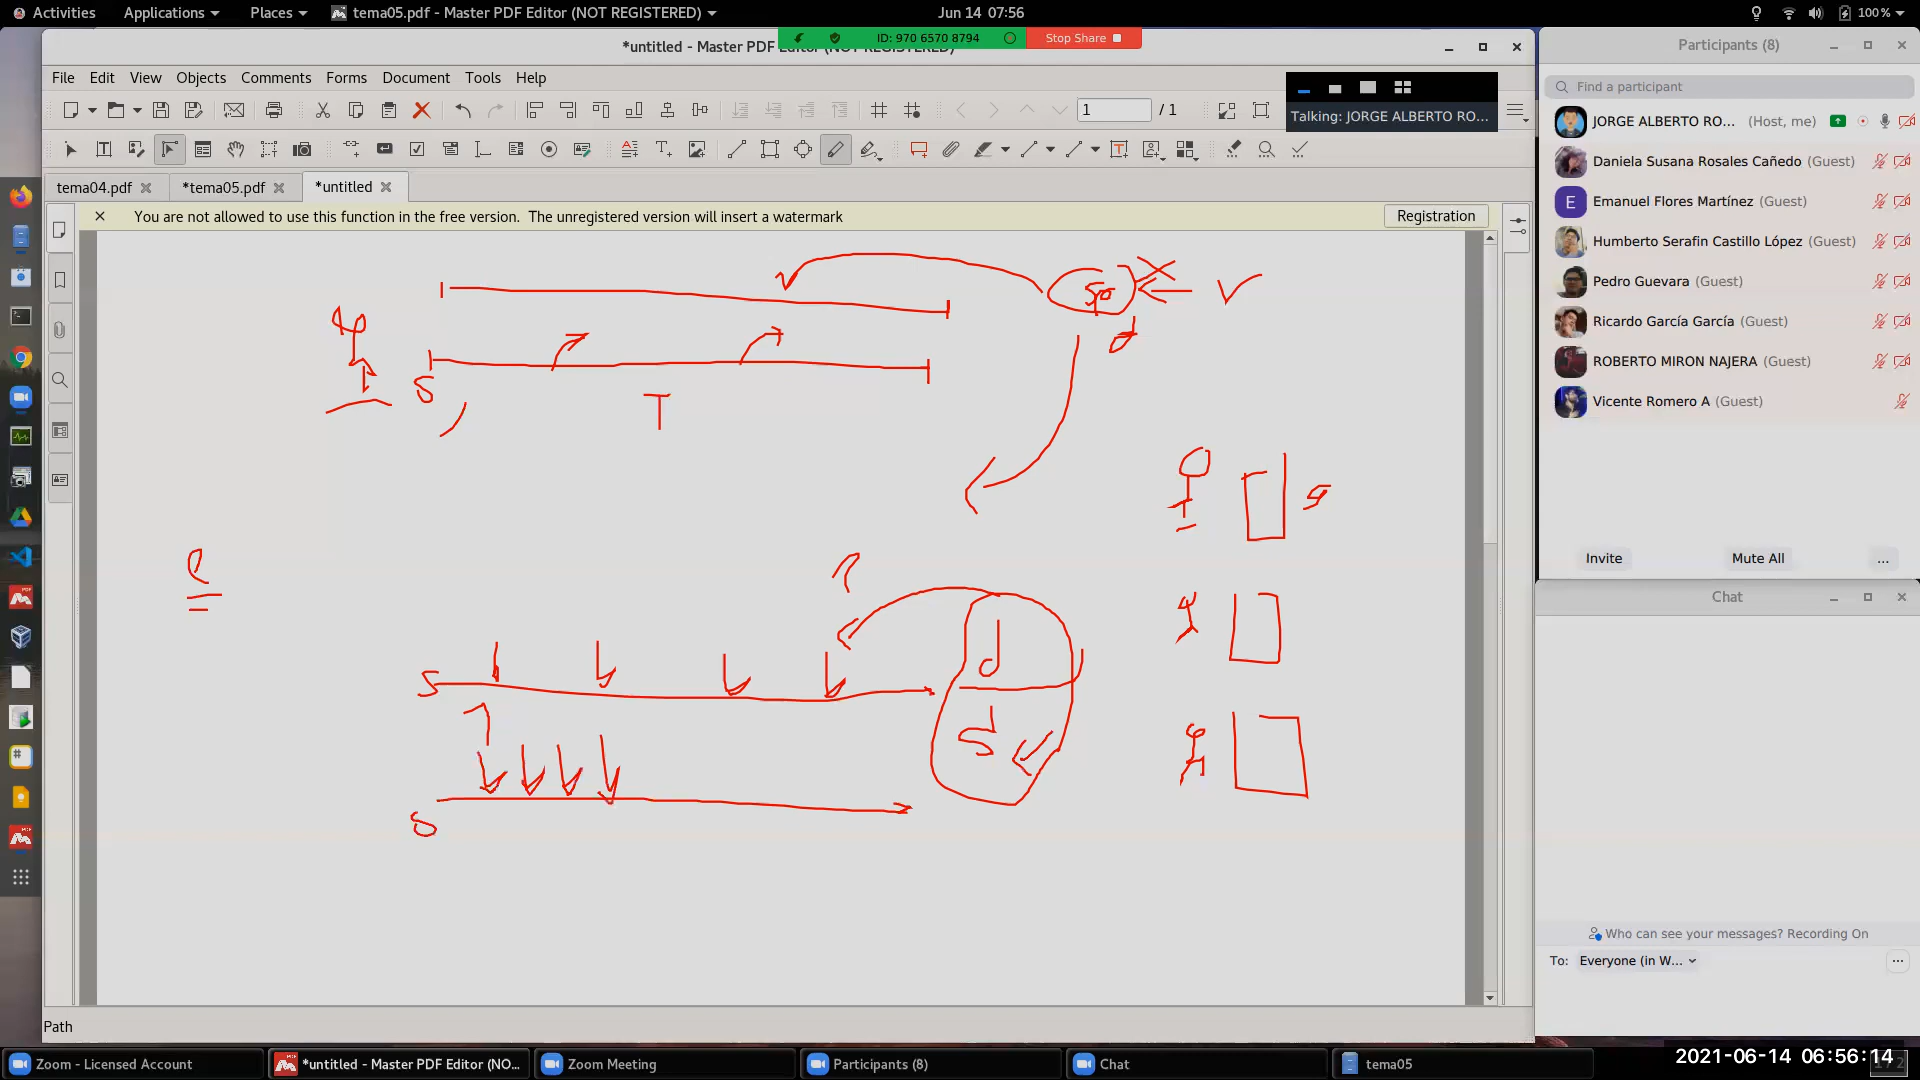 Activities
Applications
Places
tema05.pdf - Master PDF Editor (NOT REGISTERED)
Jun 14 07:56
100%
*untitled - Master PDF Editor (NOT REGISTERED)
ID: 970 6570 8794
Stop Share
File Edit View Objects Comments Forms Document Tools Help
1 / 1
Talking: JORGE ALBERTO RO...
tema04.pdf
*tema05.pdf
*untitled
You are not allowed to use this function in the free version. The unregistered version will insert a watermark
Registration
S
T
d
S
d
S
Path
Participants (8)
Find a participant
JORGE ALBERTO RO... (Host, me)
Daniela Susana Rosales Cañedo (Guest)
E Emanuel Flores Martínez (Guest)
Humberto Serafin Castillo López (Guest)
Pedro Guevara (Guest)
Ricardo García García (Guest)
ROBERTO MIRON NAJERA (Guest)
Vicente Romero A (Guest)
Invite
Mute All
...
Chat
Who can see your messages? Recording On
To: Everyone (in W...
Zoom - Licensed Account
*untitled - Master PDF Editor (NO...
Zoom Meeting
Participants (8)
Chat
tema05
2021-06-14 06:56:14